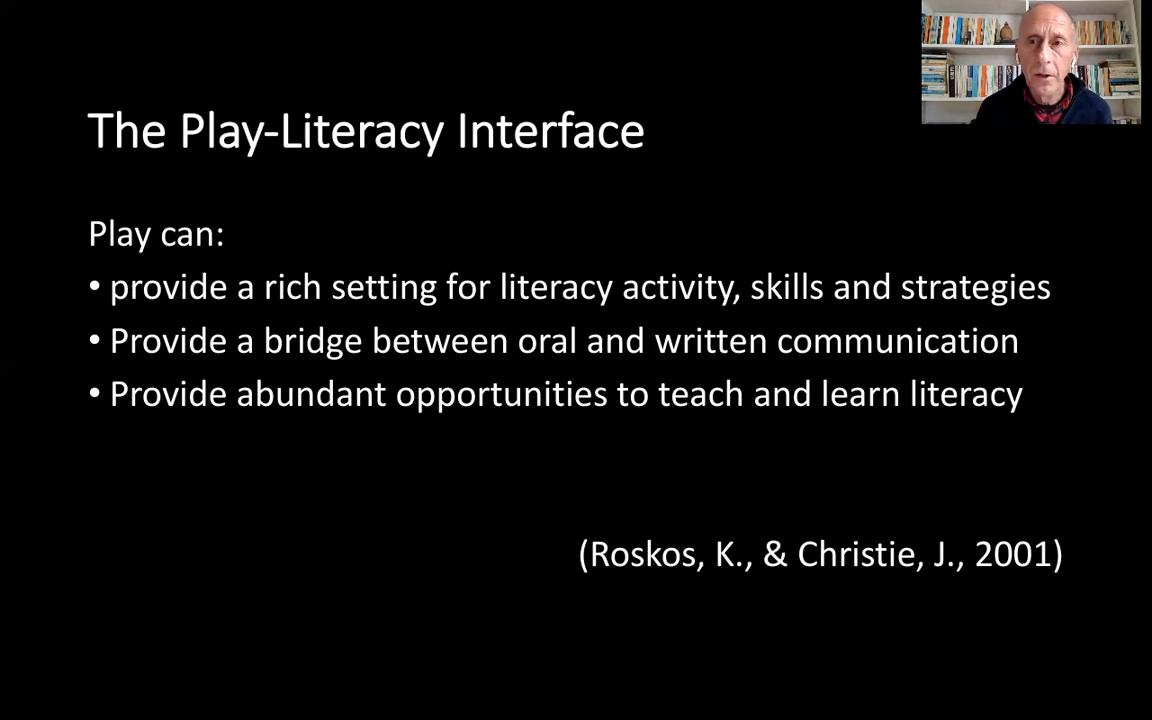 The Play-Literacy Interface
Play can:
• provide a rich setting for literacy activity, skills and strategies
• Provide a bridge between oral and written communication
• Provide abundant opportunities to teach and learn literacy
(Roskos, K., & Christie, J., 2001)